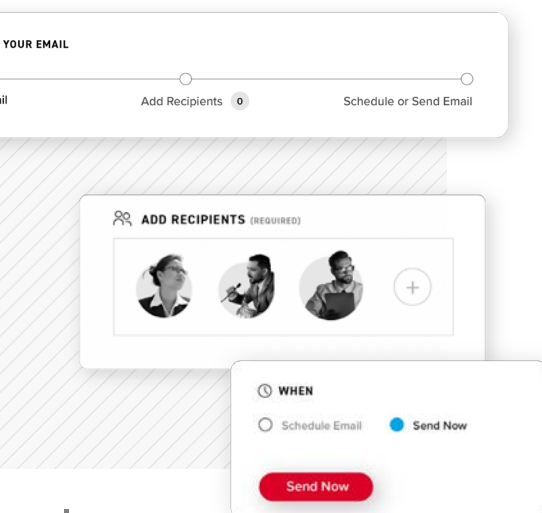 YOUR EMAIL
Add Recipients 0
Schedule or Send Email
ADD RECIPIENTS (REQUIRED)
WHEN
Schedule Email
Send Now
Send Now